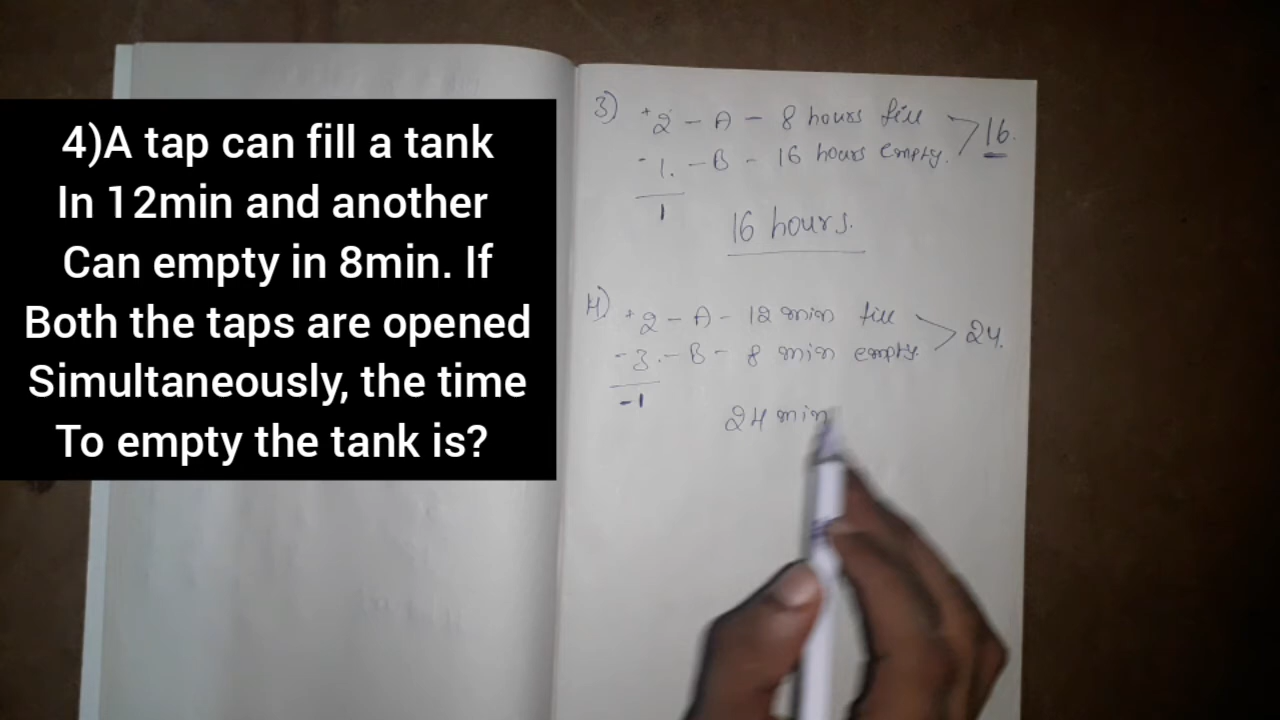 4)A tap can fill a tank
In 12min and another
Can empty in 8min. If
Both the taps are opened
Simultaneously, the time
To empty the tank is?
3) +2 - A - 8 hours fill > 16.
-1. - B - 16 hours empty.
1
16 hours.
4) +2 - A - 12 min fill > 24.
-3. - B - 8 min empty.
-1
24 min